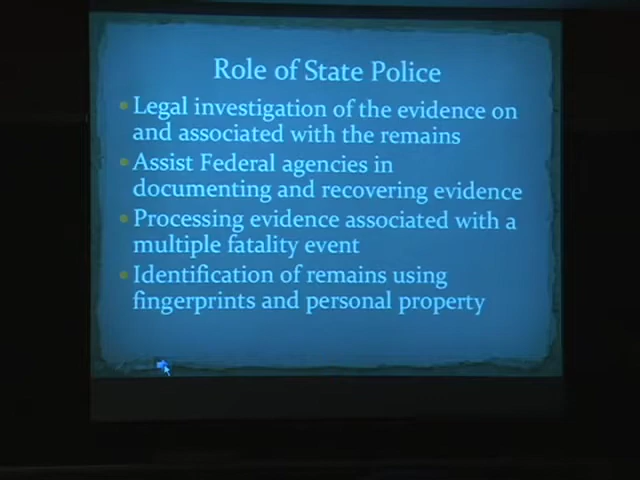 Role of State Police
Legal investigation of the evidence on
and associated with the remains
Assist Federal agencies in
documenting and recovering evidence
Processing evidence associated with a
multiple fatality event
Identification of remains using
fingerprints and personal property